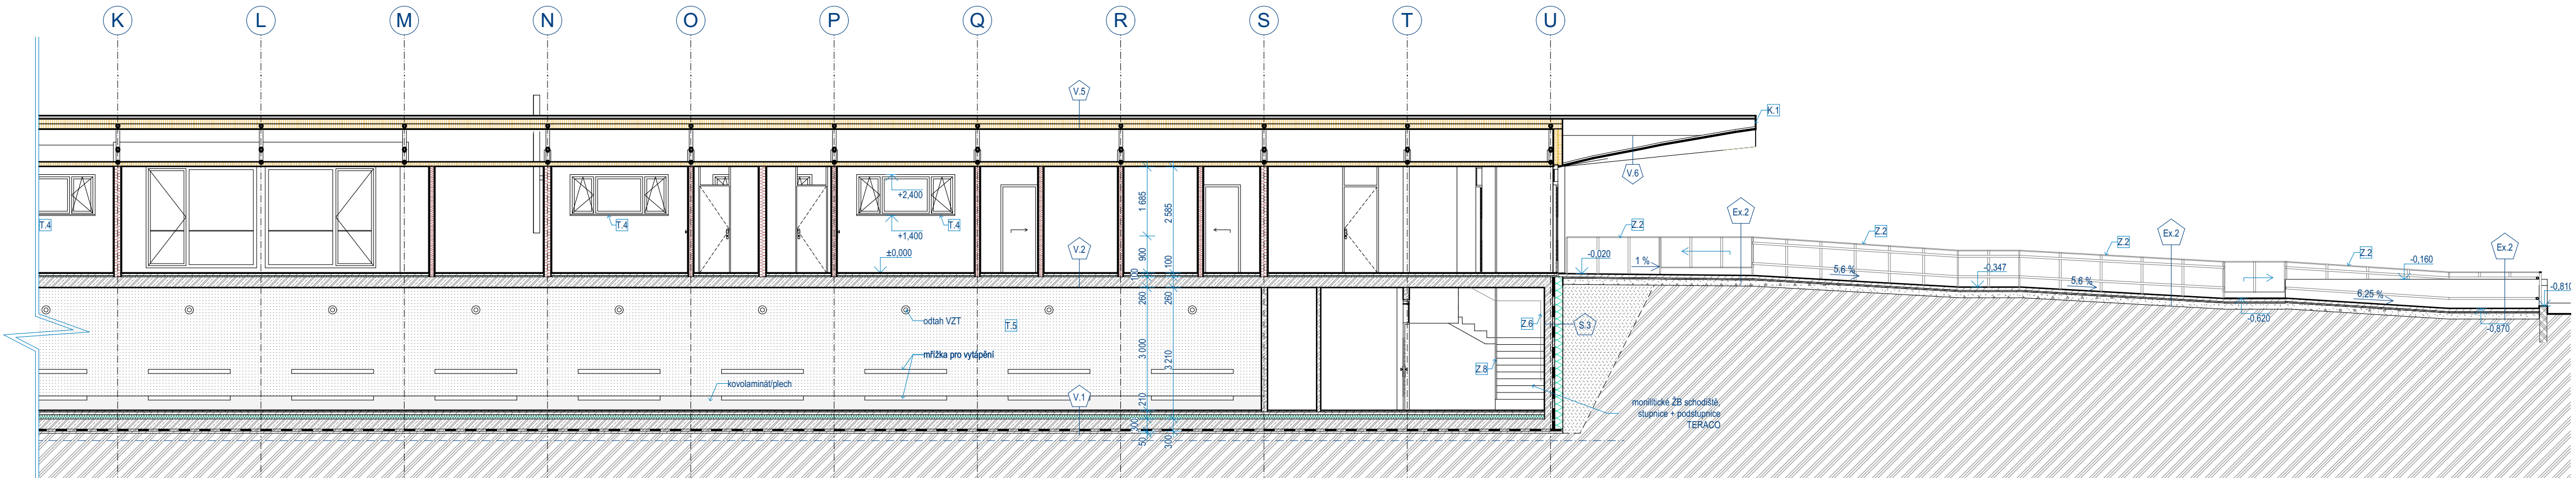 K L M N O P Q R S T U
V.5
K.1
V.6
+2,400
T.4
T.4
T.4
+1,400
±0,000
V.2
1 685
2 585
900
100
100
260
260
Z.2
Ex.2
Z.2
Z.2
Ex.2
Z.2
Ex.2
-0,020
1 %
5,6 %
-0,347
5,6 %
-0,160
6,25 %
-0,810
-0,620
-0,870
odtah VZT
T.5
mřížka pro vytápění
kovolaminát/plech
V.1
3 000
3 210
210
50
300
Z.6
S.3
Z.8
monilitické ŽB schodiště,
stupnice + podstupnice
TERACO